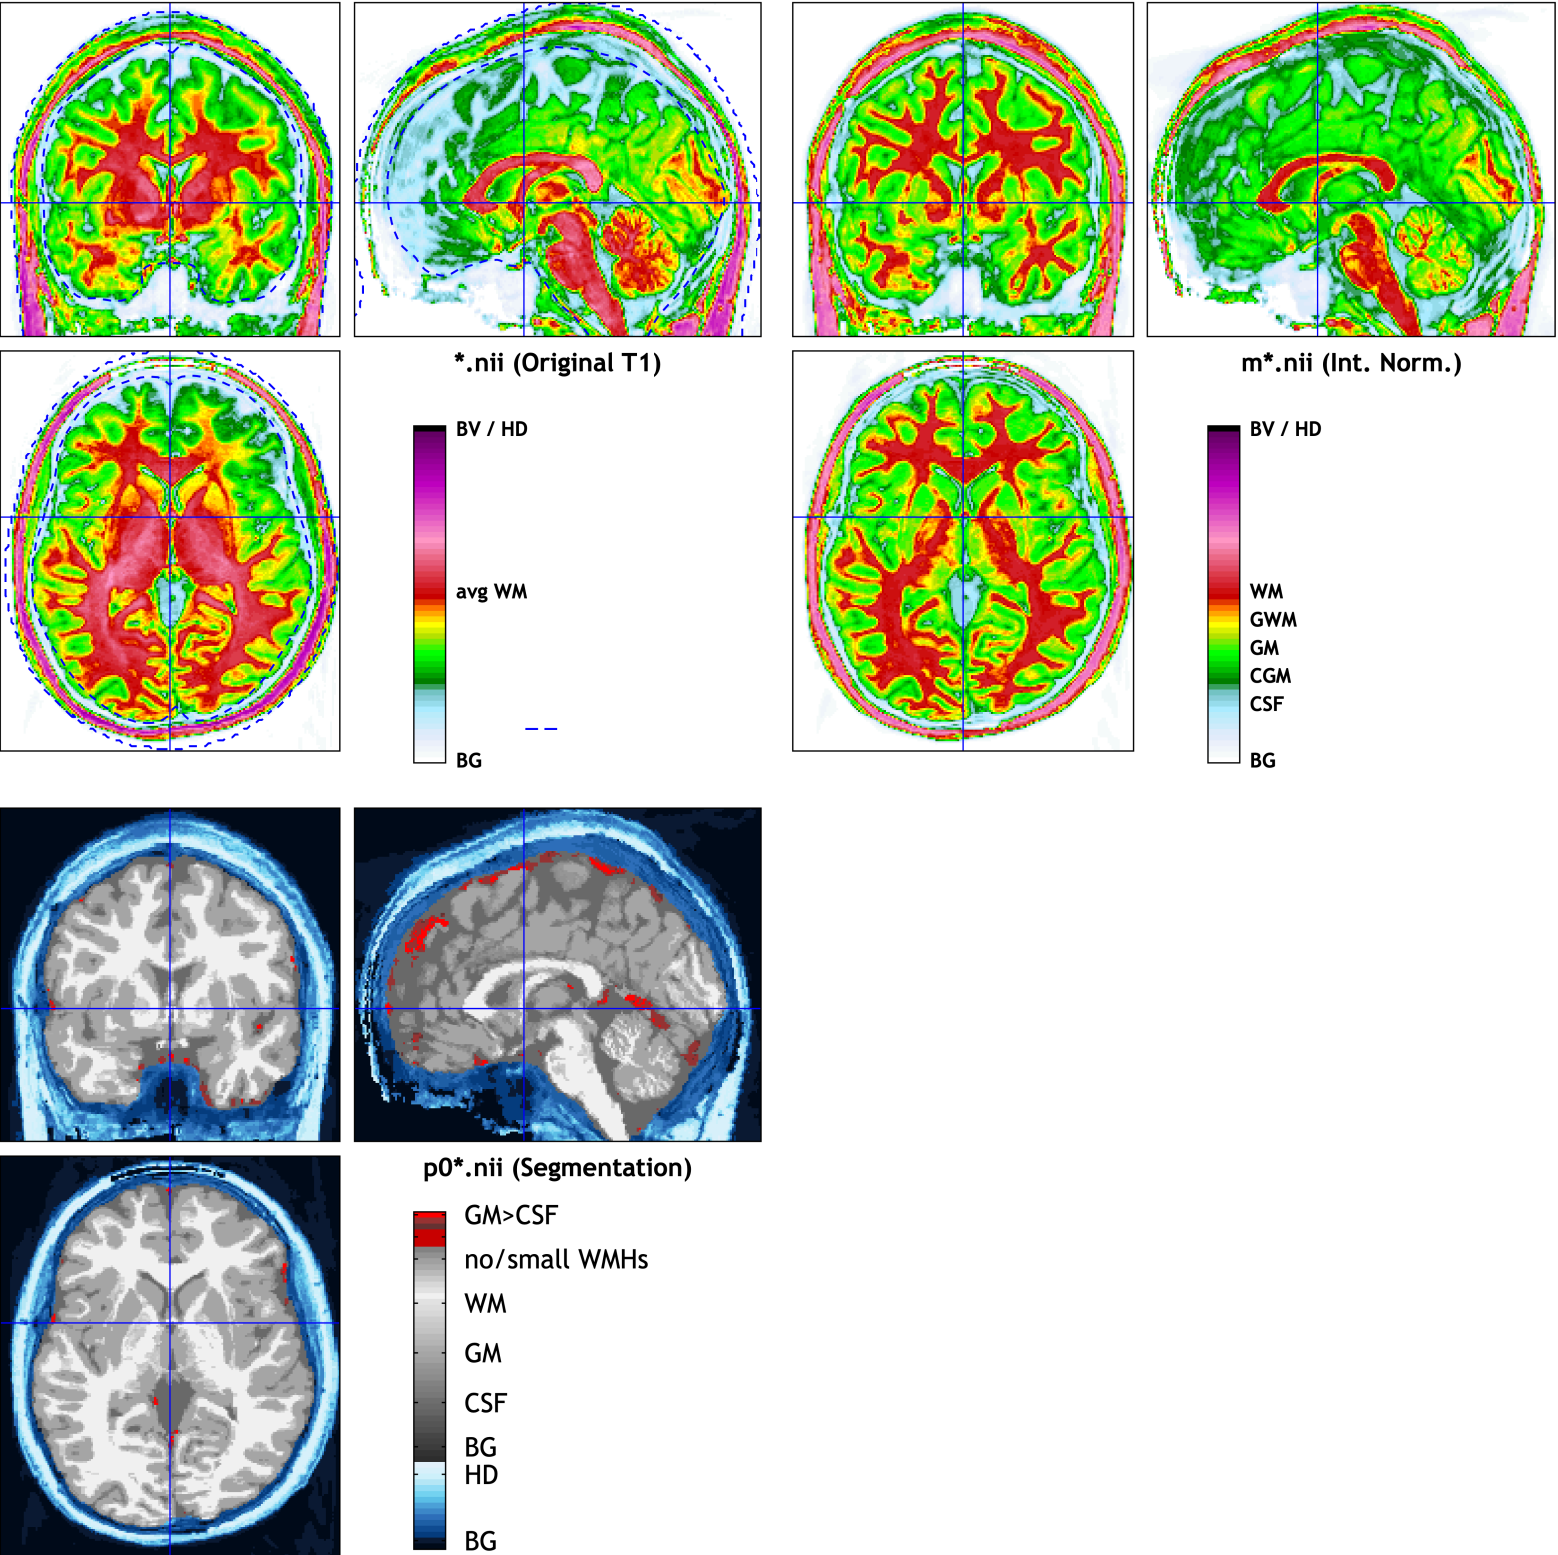 *.nii (Original T1)
BV / HD
avg WM
BG
m*.nii (Int. Norm.)
BV / HD
WM
GWM
GM
CGM
CSF
BG
p0*.nii (Segmentation)
GM>CSF
no/small WMHs
WM
GM
CSF
BG
HD
BG